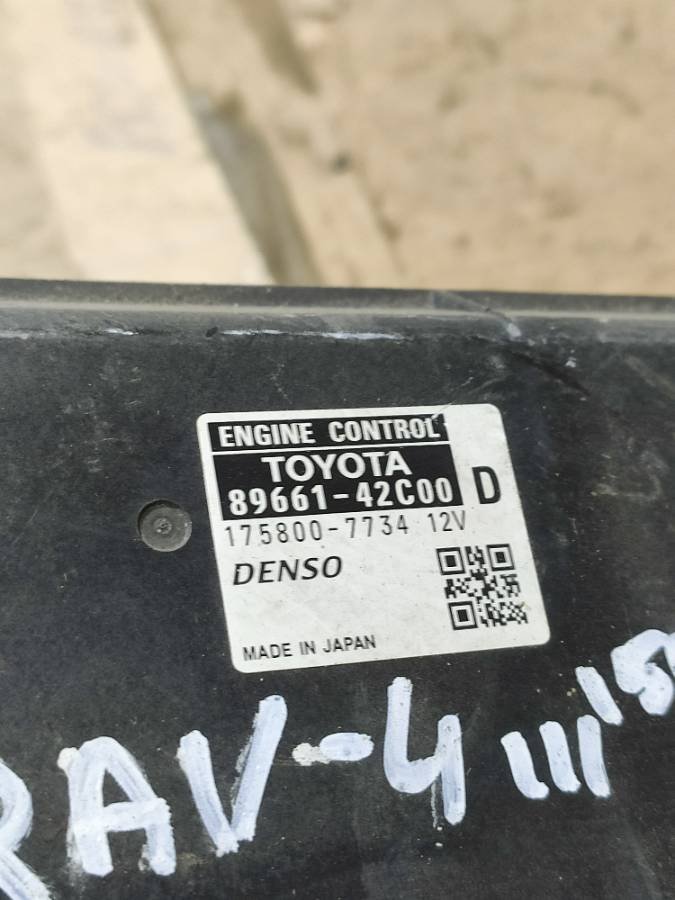 ENGINE CONTROL
TOYOTA
89661-42C00 D
175800-7734 12V
DENSO
MADE IN JAPAN
RAV-4 III